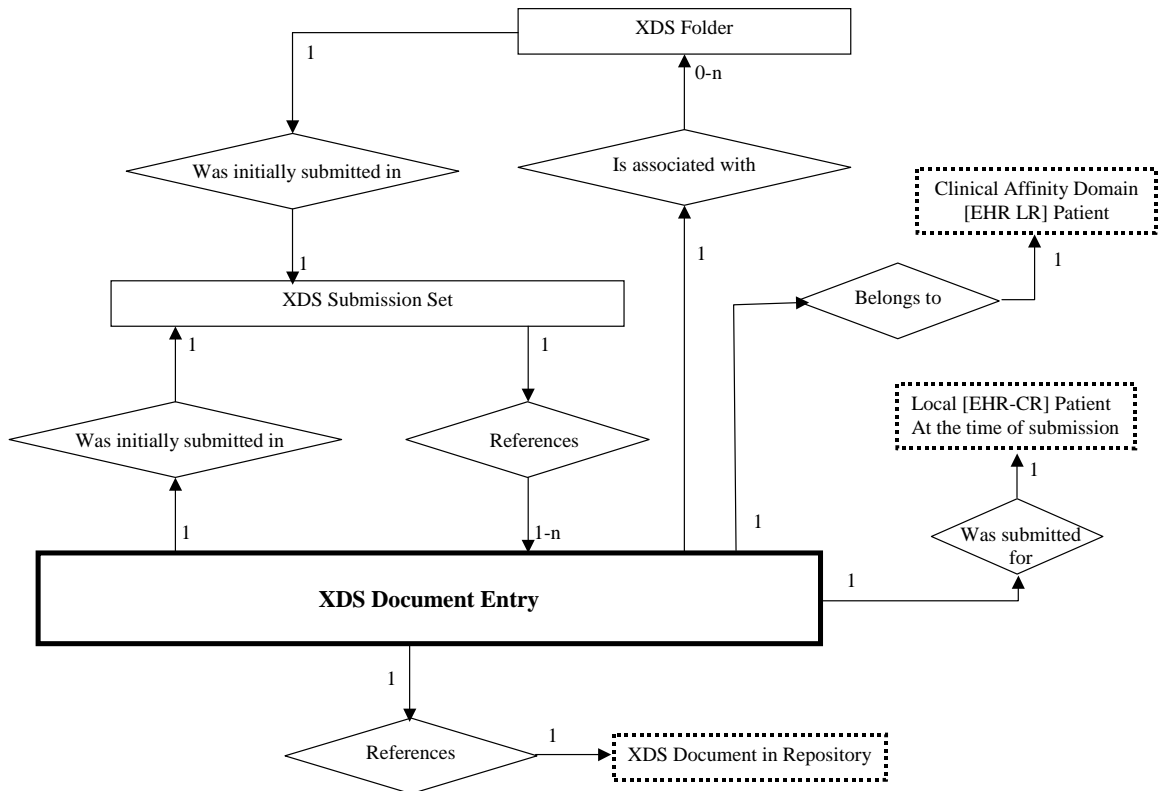 XDS Folder
1
0-n
Was initially submitted in
Is associated with
Clinical Affinity Domain
[EHR LR] Patient
1
1
1
XDS Submission Set
Belongs to
1
1
Local [EHR-CR] Patient
At the time of submission
Was initially submitted in
References
1
1
1-n
1
Was submitted
for
XDS Document Entry
1
1
References
1
XDS Document in Repository